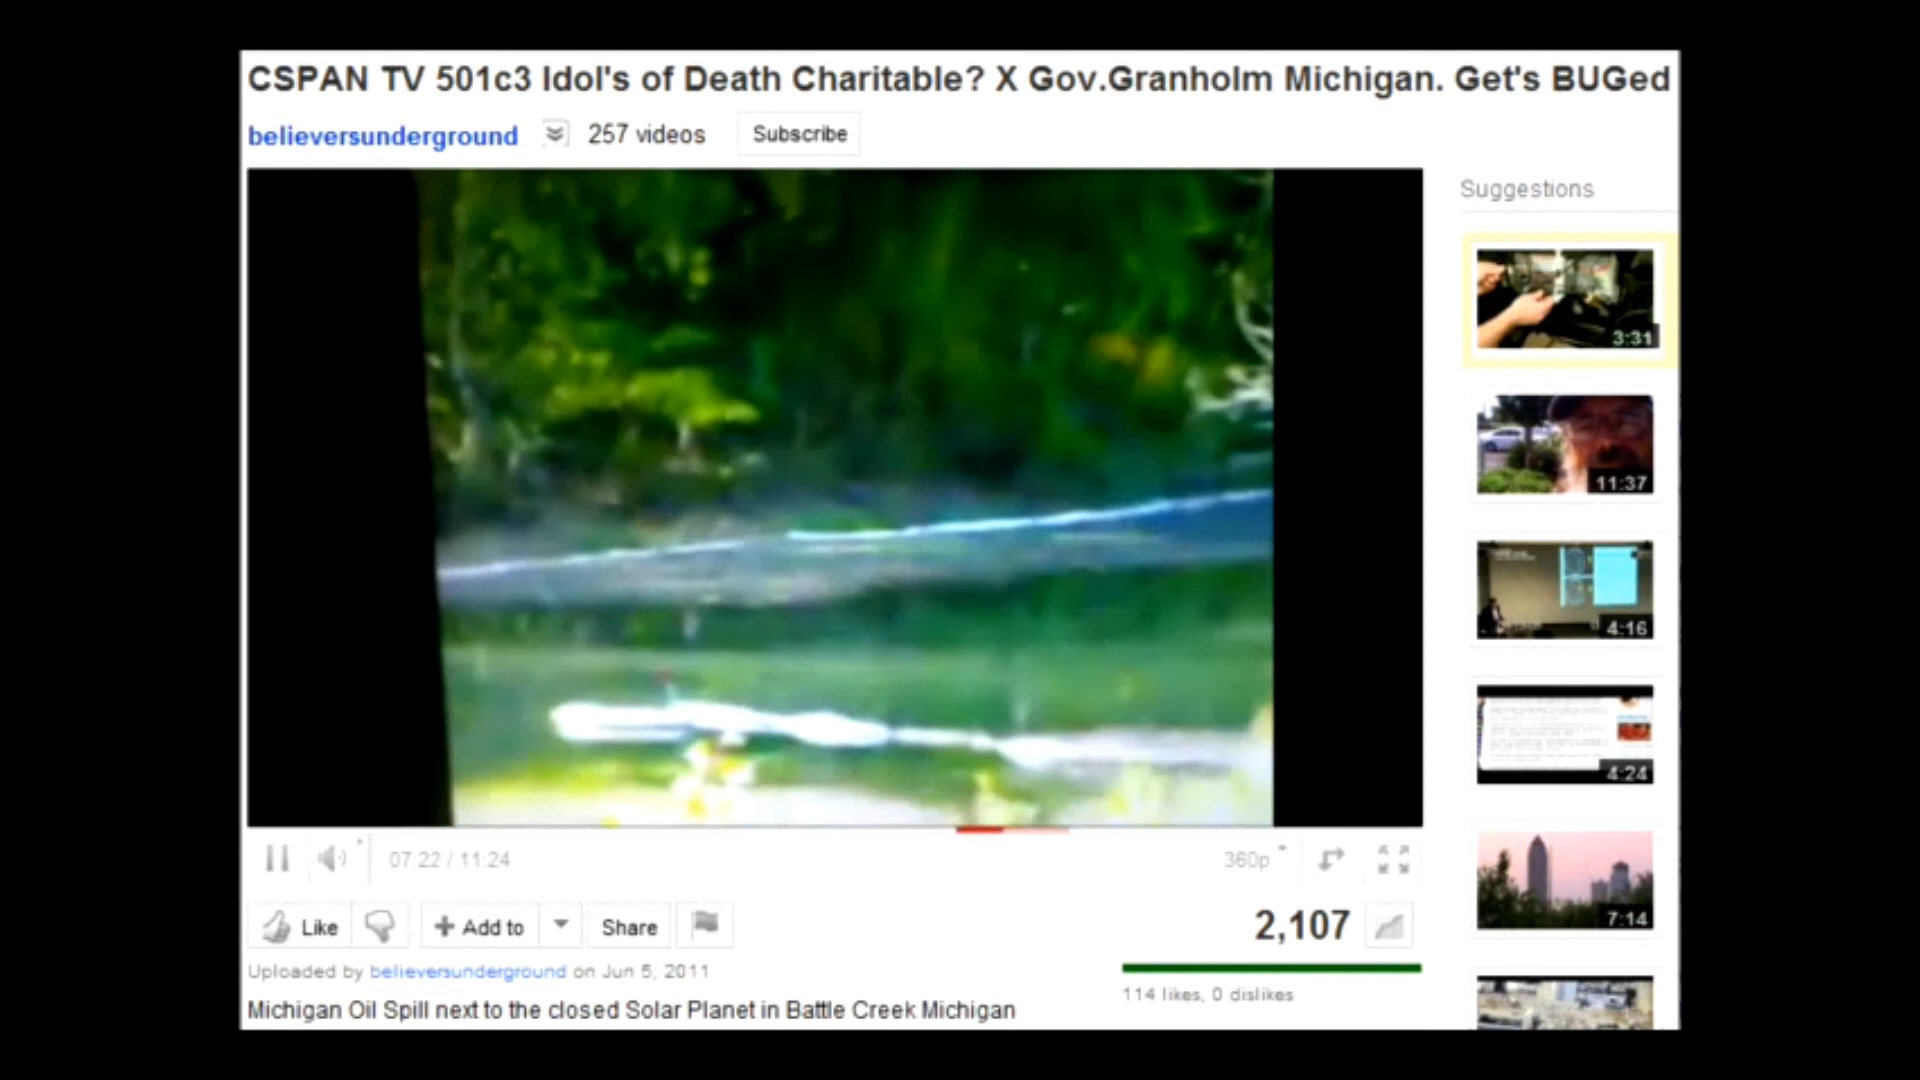 CSPAN TV 501c3 Idol's of Death Charitable? X Gov.Granholm Michigan. Get's BUGed
believersunderground 257 videos Subscribe
Suggestions
3:31
11:37
4:16
4:24
7:14
07:22 / 11:24 360p
Like Add to Share 2,107
Uploaded by believersunderground on Jun 5, 2011
114 likes, 0 dislikes
Michigan Oil Spill next to the closed Solar Planet in Battle Creek Michigan